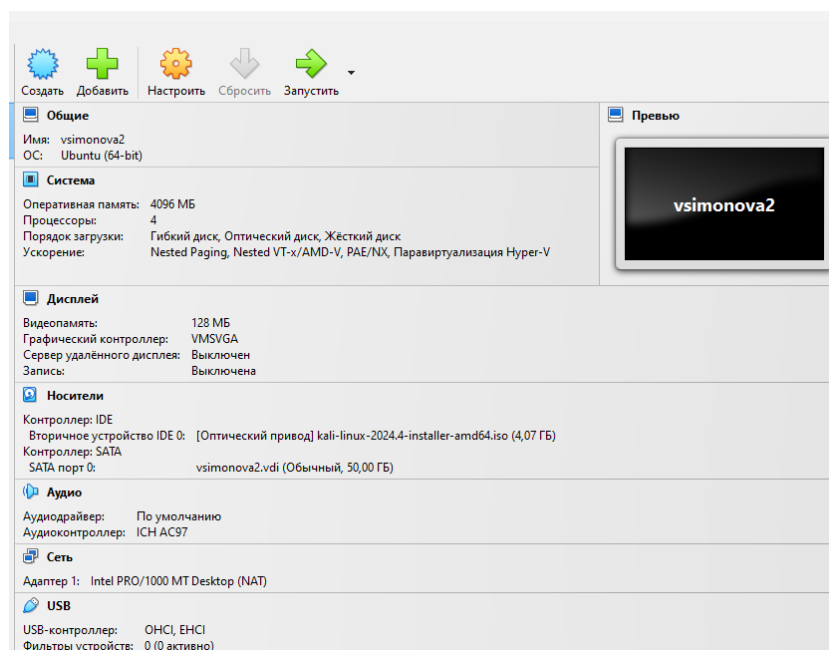 Создать Добавить Настроить Сбросить Запустить
Общие
Имя: vsimonova2
ОС: Ubuntu (64-bit)
Превью
vsimonova2
Система
Оперативная память: 4096 МБ
Процессоры: 4
Порядок загрузки: Гибкий диск, Оптический диск, Жёсткий диск
Ускорение: Nested Paging, Nested VT-x/AMD-V, PAE/NX, Паравиртуализация Hyper-V
Дисплей
Видеопамять: 128 МБ
Графический контроллер: VMSVGA
Сервер удалённого дисплея: Выключен
Запись: Выключена
Носители
Контроллер: IDE
Вторичное устройство IDE 0: [Оптический привод] kali-linux-2024.4-installer-amd64.iso (4,07 ГБ)
Контроллер: SATA
SATA порт 0: vsimonova2.vdi (Обычный, 50,00 ГБ)
Аудио
Аудиодрайвер: По умолчанию
Аудиоконтроллер: ICH AC97
Сеть
Адаптер 1: Intel PRO/1000 MT Desktop (NAT)
USB
USB-контроллер: OHCI, EHCI
Фильтры устройств: 0 (0 активно)